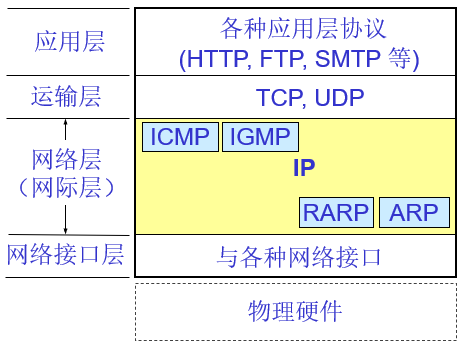 应用层
各种应用层协议
(HTTP, FTP, SMTP 等)
运输层
TCP, UDP
网络层
（网际层）
ICMP
IGMP
IP
RARP
ARP
网络接口层
与各种网络接口
物理硬件